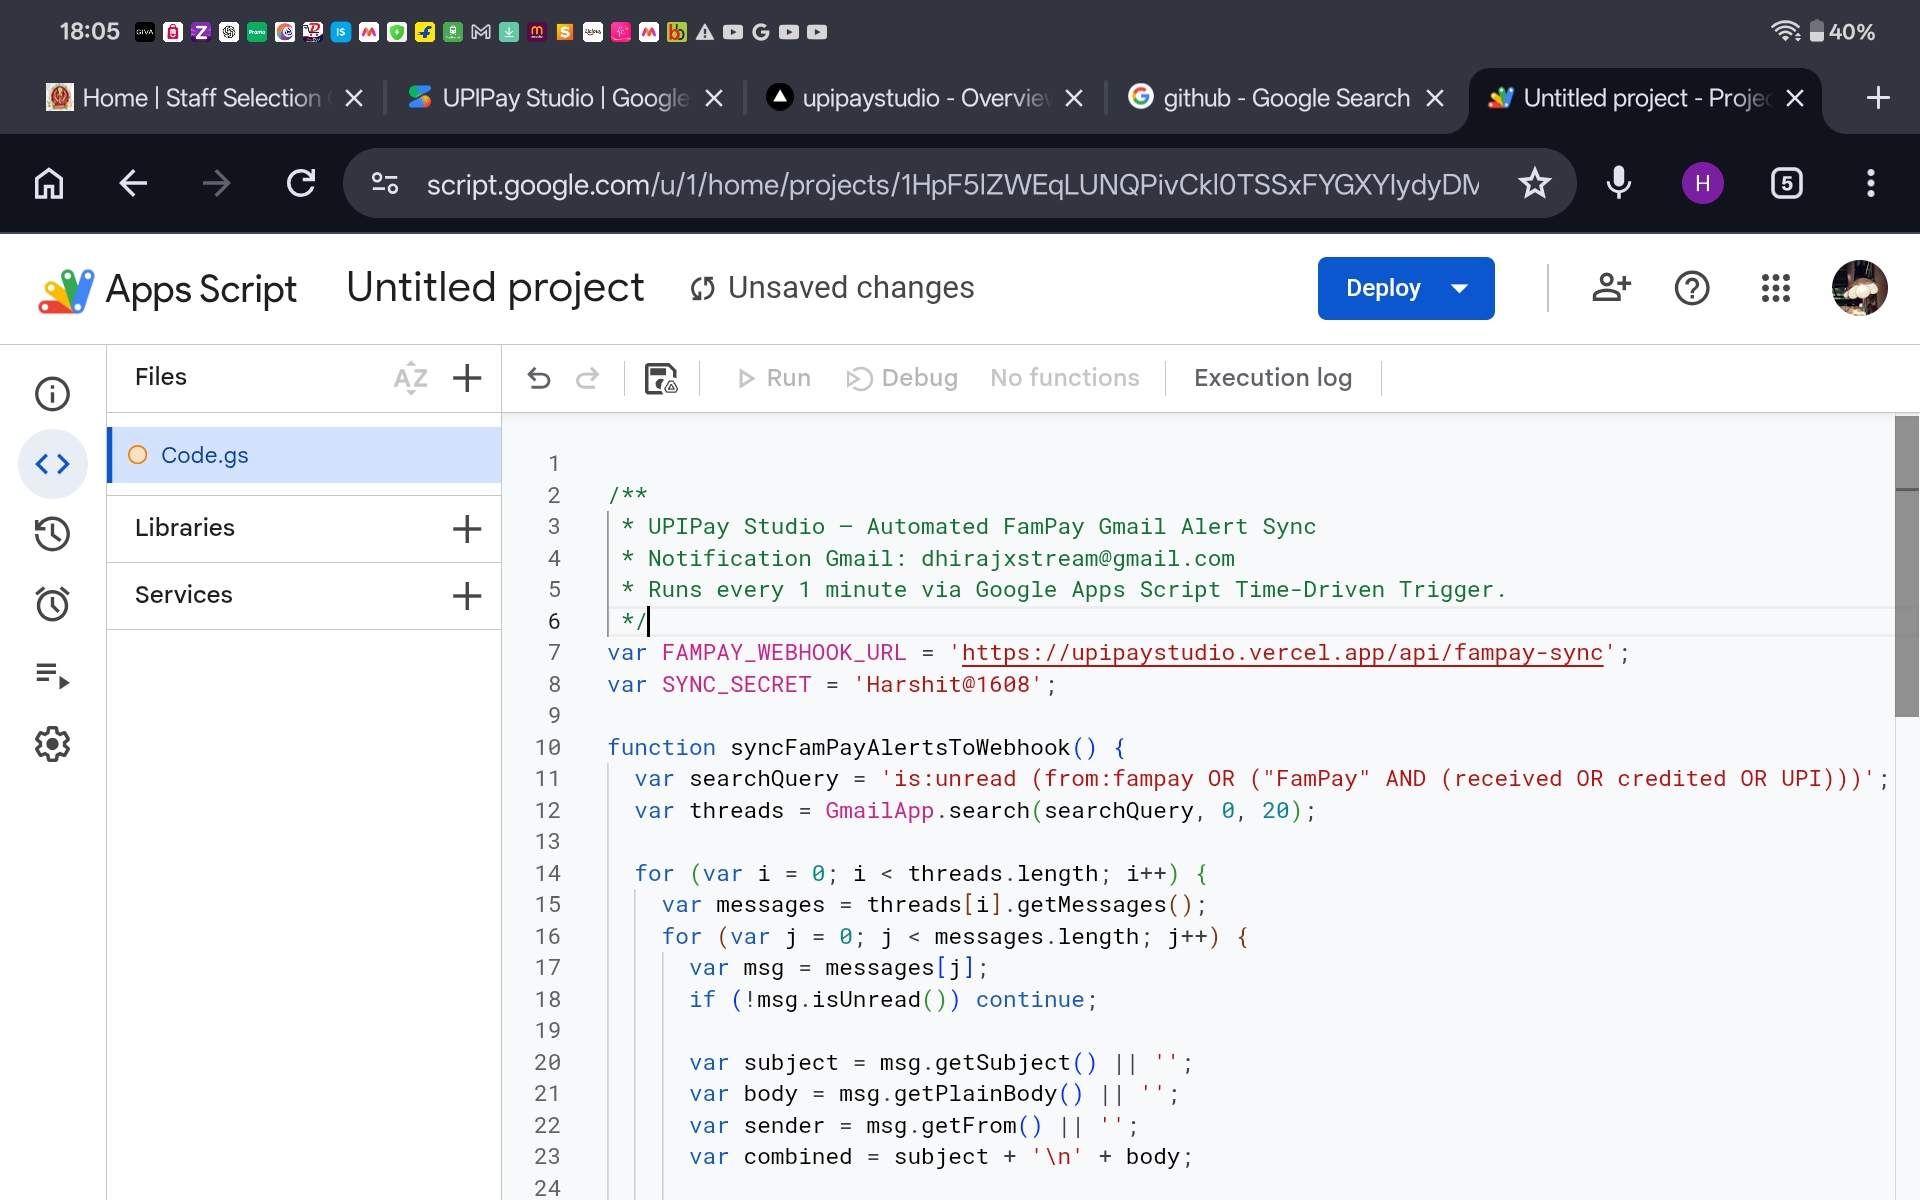 18:05
40%
Home | Staff Selection
UPIPay Studio | Google
upipaystudio - Overview
github - Google Search
Untitled project - Projec
script.google.com/u/1/home/projects/1HpF5lZWEqLUNQPivCkl0TSSxFYGXYlydyDM
H
5
Apps Script
Untitled project
Unsaved changes
Deploy
Files
AZ
Run
Debug
No functions
Execution log
Code.gs
Libraries
Services
1
2 /**
3 * UPIPay Studio – Automated FamPay Gmail Alert Sync
4 * Notification Gmail: dhirajxstream@gmail.com
5 * Runs every 1 minute via Google Apps Script Time-Driven Trigger.
6 */
7 var FAMPAY_WEBHOOK_URL = 'https://upipaystudio.vercel.app/api/fampay-sync';
8 var SYNC_SECRET = 'Harshit@1608';
9
10 function syncFamPayAlertsToWebhook() {
11 var searchQuery = 'is:unread (from:fampay OR ("FamPay" AND (received OR credited OR UPI)))';
12 var threads = GmailApp.search(searchQuery, 0, 20);
13
14 for (var i = 0; i < threads.length; i++) {
15 var messages = threads[i].getMessages();
16 for (var j = 0; j < messages.length; j++) {
17 var msg = messages[j];
18 if (!msg.isUnread()) continue;
19
20 var subject = msg.getSubject() || '';
21 var body = msg.getPlainBody() || '';
22 var sender = msg.getFrom() || '';
23 var combined = subject + '\n' + body;
24